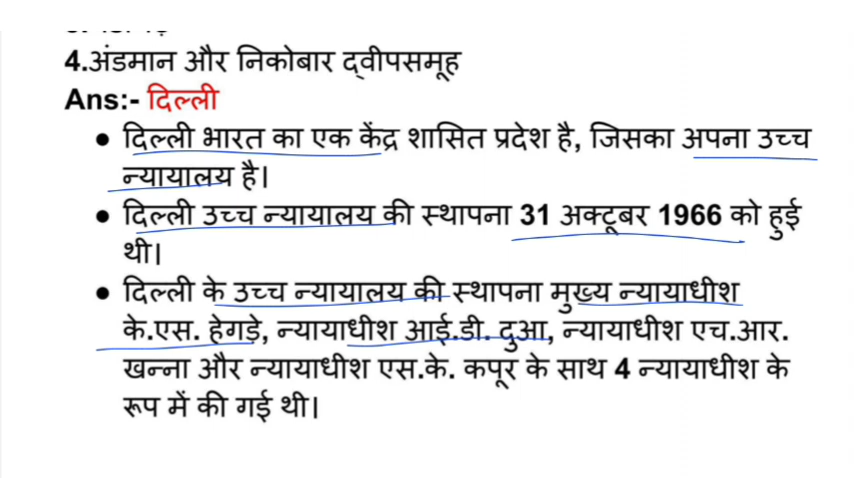 4.अंडमान और निकोबार द्वीपसमूह
Ans:- दिल्ली
● दिल्ली भारत का एक केंद्र शासित प्रदेश है, जिसका अपना उच्च
न्यायालय है।
● दिल्ली उच्च न्यायालय की स्थापना 31 अक्टूबर 1966 को हुई
थी।
● दिल्ली के उच्च न्यायालय की स्थापना मुख्य न्यायाधीश
के.एस. हेगड़े, न्यायाधीश आई.डी. दुआ, न्यायाधीश एच.आर.
खन्ना और न्यायाधीश एस.के. कपूर के साथ 4 न्यायाधीश के
रूप में की गई थी।